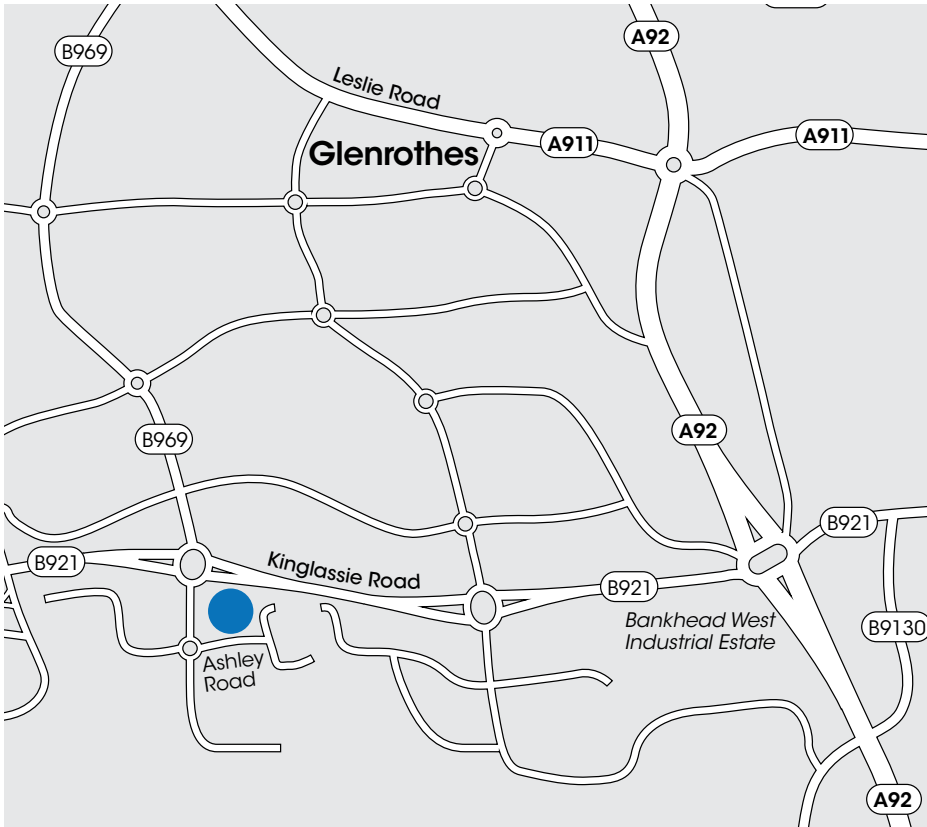 B969
A92
Leslie Road
Glenrothes
A911
A911
B969
A92
B921
B921
Kinglassie Road
B921
Bankhead West
Industrial Estate
B9130
Ashley
Road
A92